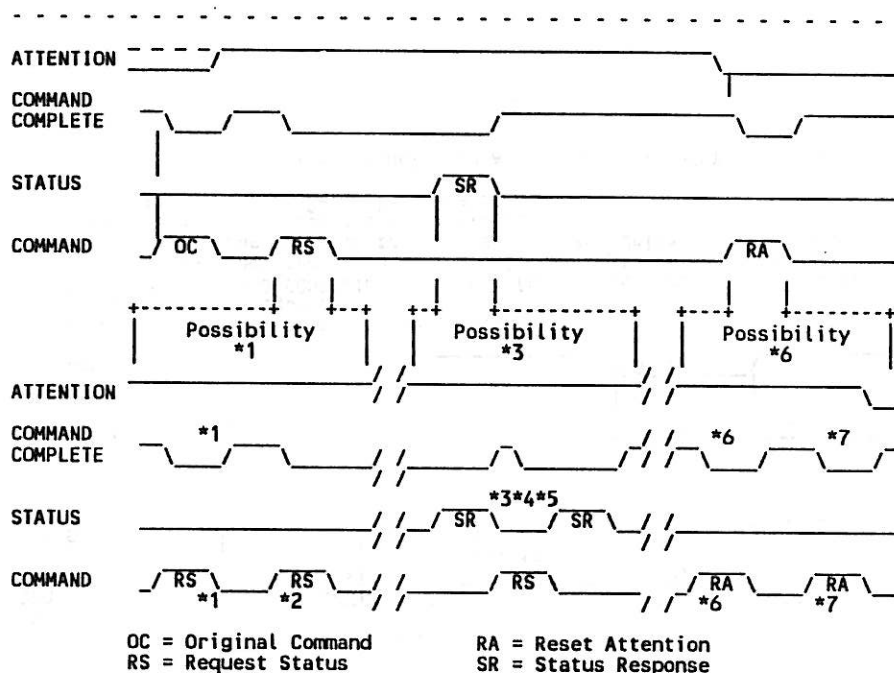 ATTENTION
COMMAND
COMPLETE
STATUS
SR
COMMAND
OC RS RA
Possibility Possibility Possibility
*1 *3 *6
ATTENTION
COMMAND *1 *6 *7
COMPLETE
*3*4*5
STATUS SR SR
COMMAND RS RS RS RA RA
*1 *2 *6 *7
OC = Original Command RA = Reset Attention
RS = Request Status SR = Status Response